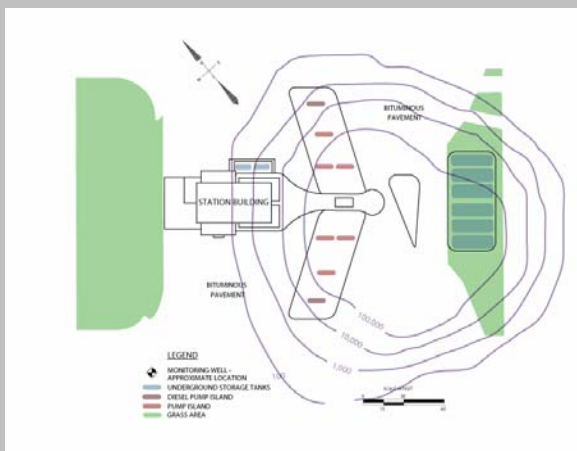 BITUMINOUS
PAVEMENT
STATION BUILDING
BITUMINOUS
PAVEMENT
100,000
10,000
1,000
100
LEGEND
MONITORING WELL -
APPROXIMATE LOCATION
UNDERGROUND STORAGE TANKS
DIESEL PUMP ISLAND
PUMP ISLAND
GRASS AREA